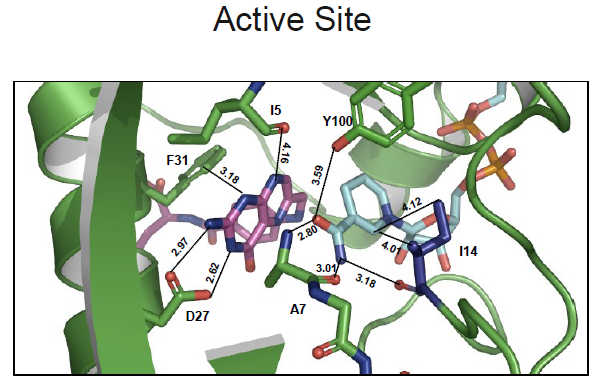 Active Site
I5
Y100
4.16
F31
3.18
3.59
4.12
2.80
4.01
I14
2.97
2.62
3.01
3.18
A7
D27